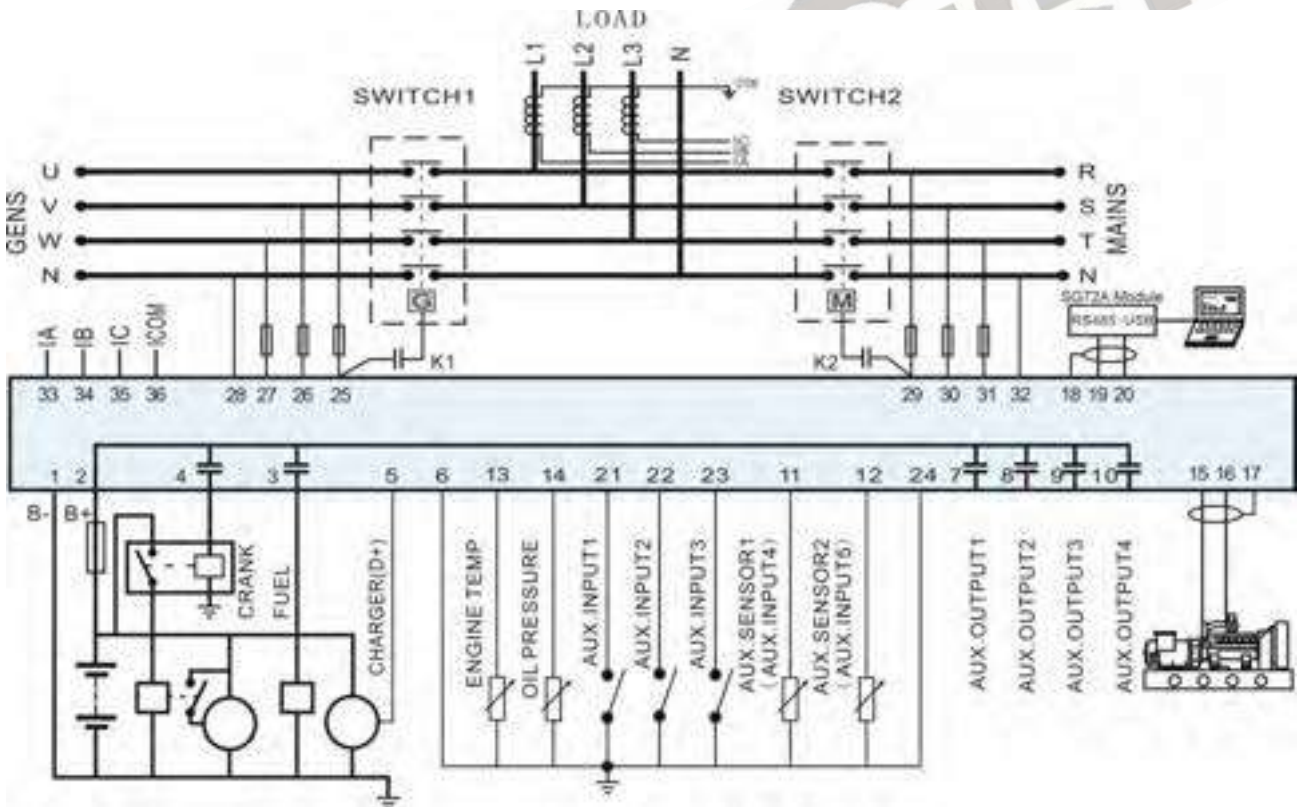 LOAD
L1 L2 L3 N
SWITCH1
SWITCH2
GENS
U
V
W
N
R
S
T
N
MAINS
G
M
K1
K2
SGT2A Module
RS485-USB
IA IB IC ICOM
33 34 35 36 28 27 26 25 29 30 31 32 18 19 20
1 2 4 3 5 6 13 14 21 22 23 11 12 24 7 8 9 10 15 16 17
B- B+
CRANK
FUEL
CHARGER(D+)
ENGINE TEMP
OIL PRESSURE
AUX.INPUT1
AUX.INPUT2
AUX.INPUT3
AUX.SENSOR1
(AUX.INPUT4)
AUX.SENSOR2
(AUX.INPUT5)
AUX.OUTPUT1
AUX.OUTPUT2
AUX.OUTPUT3
AUX.OUTPUT4